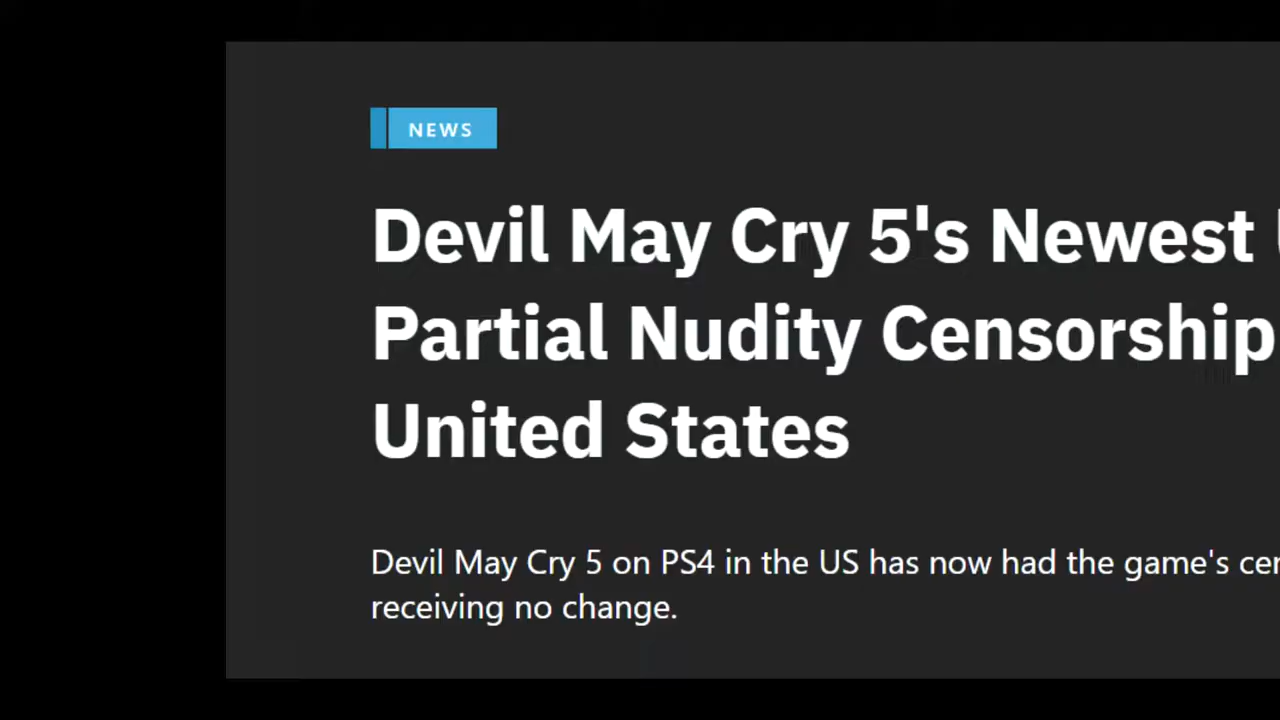 NEWS
Devil May Cry 5's Newest
Partial Nudity Censorship
United States
Devil May Cry 5 on PS4 in the US has now had the game's
receiving no change.